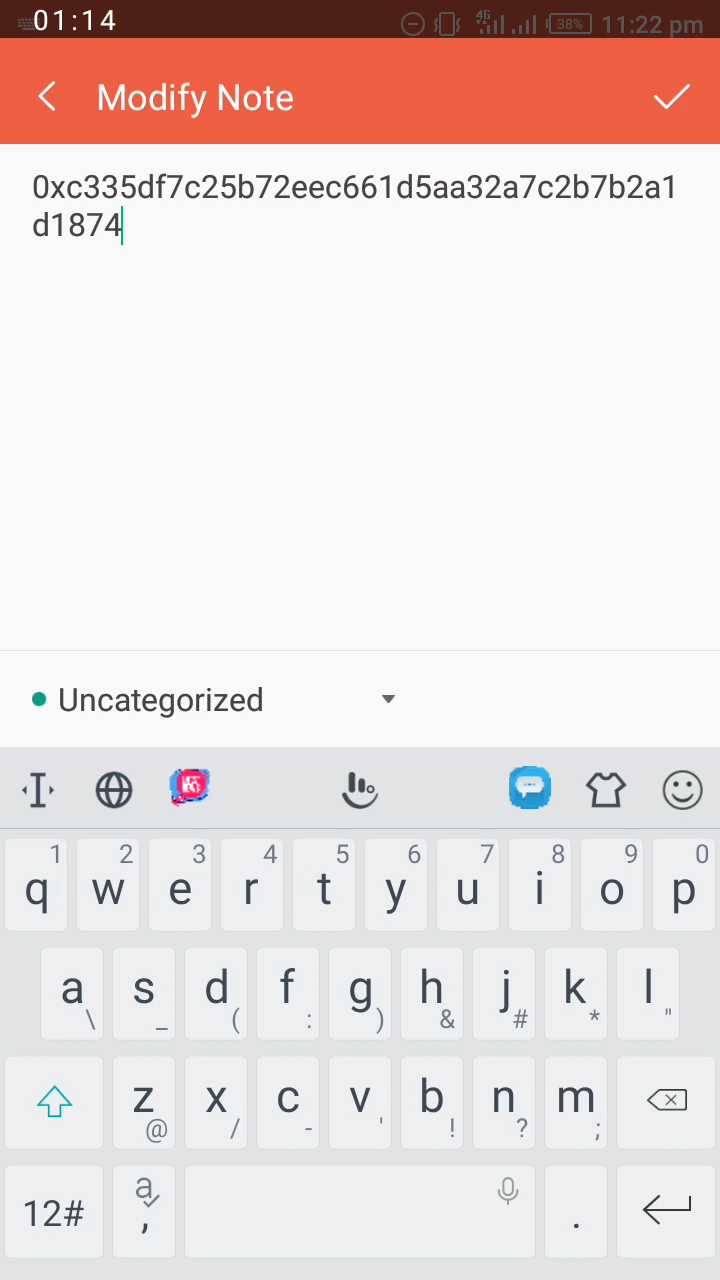 01:14
4G
38%
11:22 pm
Modify Note
0xc335df7c25b72eec661d5aa32a7c2b7b2a1
d1874
Uncategorized
1 2 3 4 5 6 7 8 9 0
q w e r t y u i o p
a s d f g h j k l
\ _ ( : ) & # * "
z x c v b n m
@ / - ' ! ? ;
12# a , .